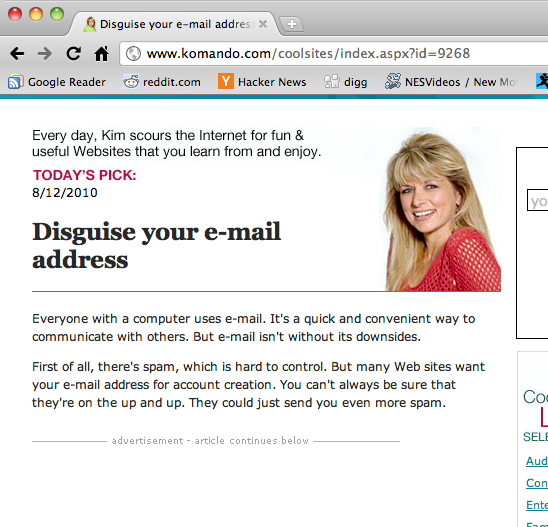 Disguise your e-mail address
www.komando.com/coolsites/index.aspx?id=9268
Google Reader reddit.com Hacker News digg NESVideos / New Mo
Every day, Kim scours the Internet for fun &
useful Websites that you learn from and enjoy.
TODAY'S PICK:
8/12/2010
Disguise your e-mail
address
Everyone with a computer uses e-mail. It's a quick and convenient way to
communicate with others. But e-mail isn't without its downsides.
First of all, there's spam, which is hard to control. But many Web sites want
your e-mail address for account creation. You can't always be sure that
they're on the up and up. They could just send you even more spam.
advertisement - article continues below
yo
Coo
L
SELE
Aud
Con
Ente
Fam